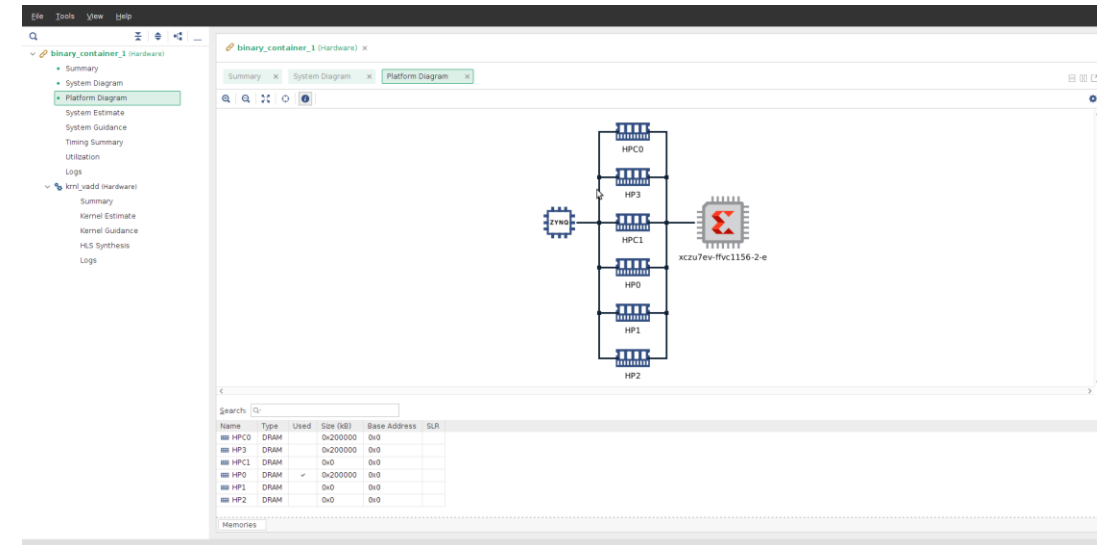 File Tools View Help
binary_container_1 (Hardware)
Summary
System Diagram
Platform Diagram
System Estimate
System Guidance
Timing Summary
Utilization
Logs
krnl_vadd (Hardware)
Summary
Kernel Estimate
Kernel Guidance
HLS Synthesis
Logs
binary_container_1 (Hardware) ×
Summary × System Diagram × Platform Diagram ×
HPC0
HP3
ZYNQ
HPC1
xczu7ev-ffvc1156-2-e
HP0
HP1
HP2
Search:
Name Type Used Size (kB) Base Address SLR
HPC0 DRAM 0x200000 0x0
HP3 DRAM 0x200000 0x0
HPC1 DRAM 0x0 0x0
HP0 DRAM ✓ 0x200000 0x0
HP1 DRAM 0x0 0x0
HP2 DRAM 0x0 0x0
Memories